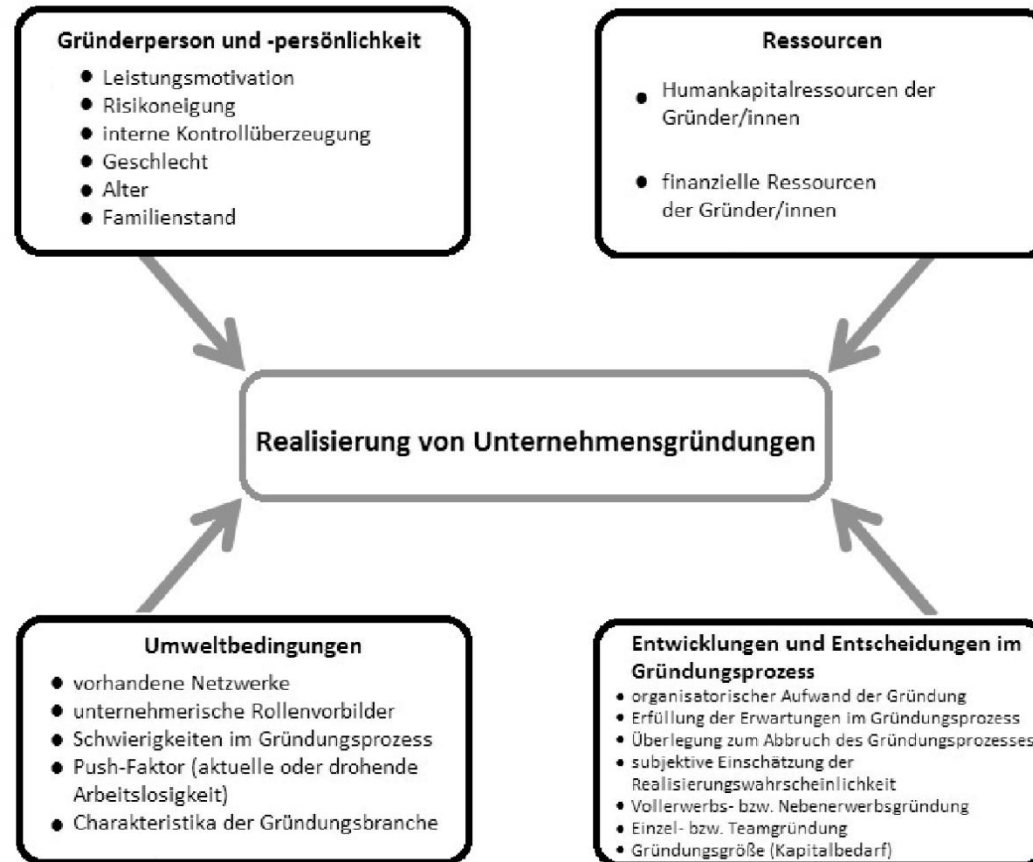 Gründerperson und -persönlichkeit
● Leistungsmotivation
● Risikoneigung
● interne Kontrollüberzeugung
● Geschlecht
● Alter
● Familienstand
Ressourcen
● Humankapitalressourcen der
Gründer/innen
● finanzielle Ressourcen
der Gründer/innen
Realisierung von Unternehmensgründungen
Umweltbedingungen
● vorhandene Netzwerke
● unternehmerische Rollenvorbilder
● Schwierigkeiten im Gründungsprozess
● Push-Faktor (aktuelle oder drohende
Arbeitslosigkeit)
● Charakteristika der Gründungsbranche
Entwicklungen und Entscheidungen im
Gründungsprozess
● organisatorischer Aufwand der Gründung
● Erfüllung der Erwartungen im Gründungsprozess
● Überlegung zum Abbruch des Gründungsprozesses
● subjektive Einschätzung der
Realisierungswahrscheinlichkeit
● Vollerwerbs- bzw. Nebenerwerbsgründung
● Einzel- bzw. Teamgründung
● Gründungsgröße (Kapitalbedarf)